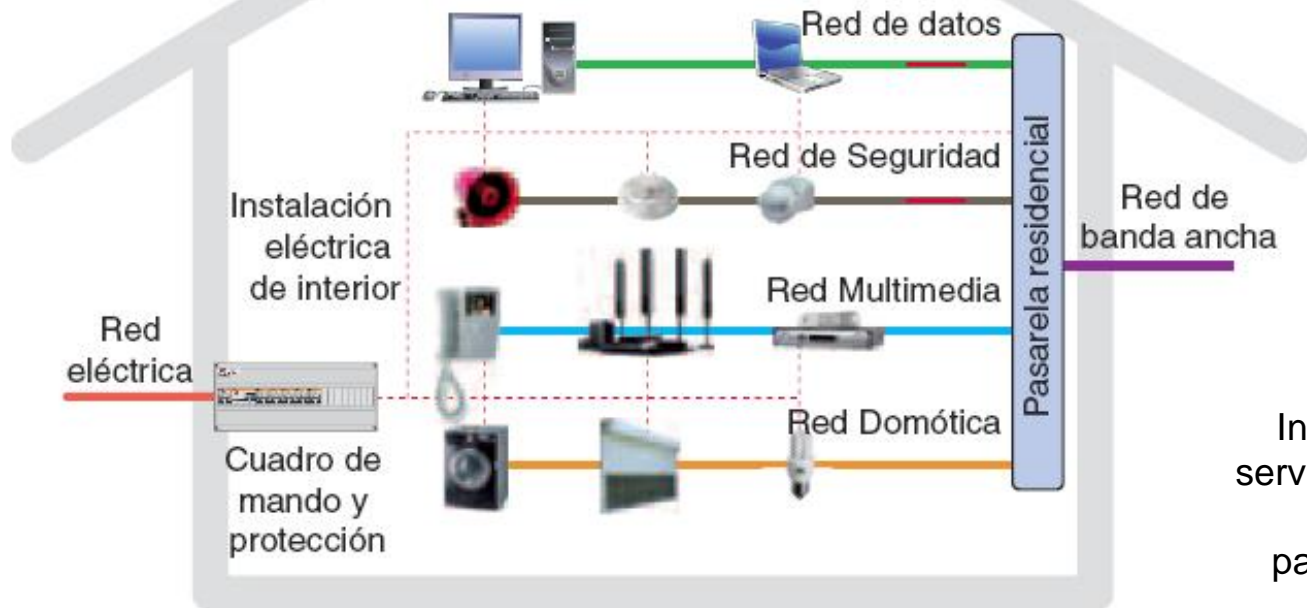 Red de datos
Red de Seguridad
Instalación
eléctrica
de interior
Red Multimedia
Red
eléctrica
Red Domótica
Cuadro de
mando y
protección
Pasarela residencial
Red de
banda ancha
In
serv
pa